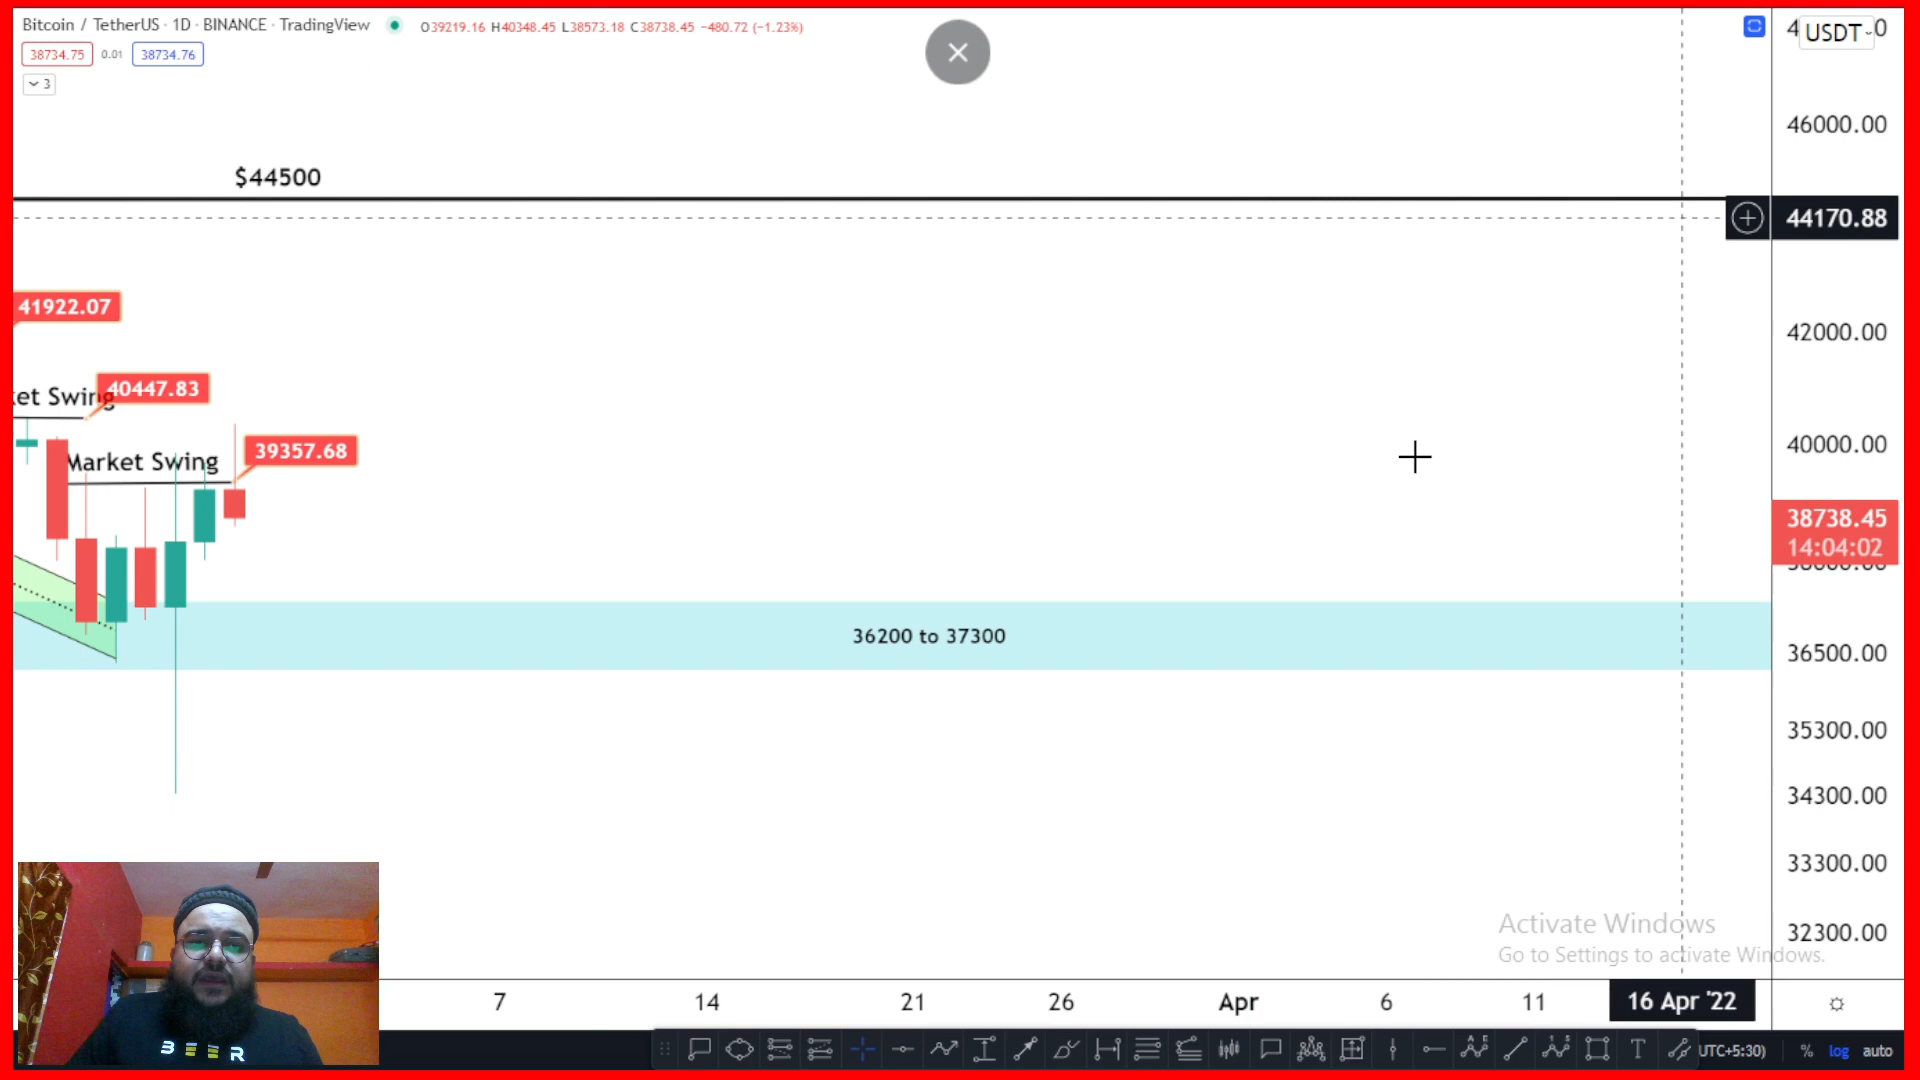 Bitcoin / TetherUS · 1D · BINANCE · TradingView
O39219.16 H40348.45 L38573.18 C38738.45 −480.72 (−1.23%)
38734.75 0.01 38734.76
3
USDT
46000.00
$44500
44170.88
41922.07
42000.00
40447.83
et Swing
40000.00
39357.68
Market Swing
38738.45
14:04:02
36200 to 37300
36500.00
35300.00
34300.00
33300.00
Activate Windows
Go to Settings to activate Windows.
32300.00
7 14 21 26 Apr 6 11 16 Apr '22
BEER
UTC+5:30) % log auto